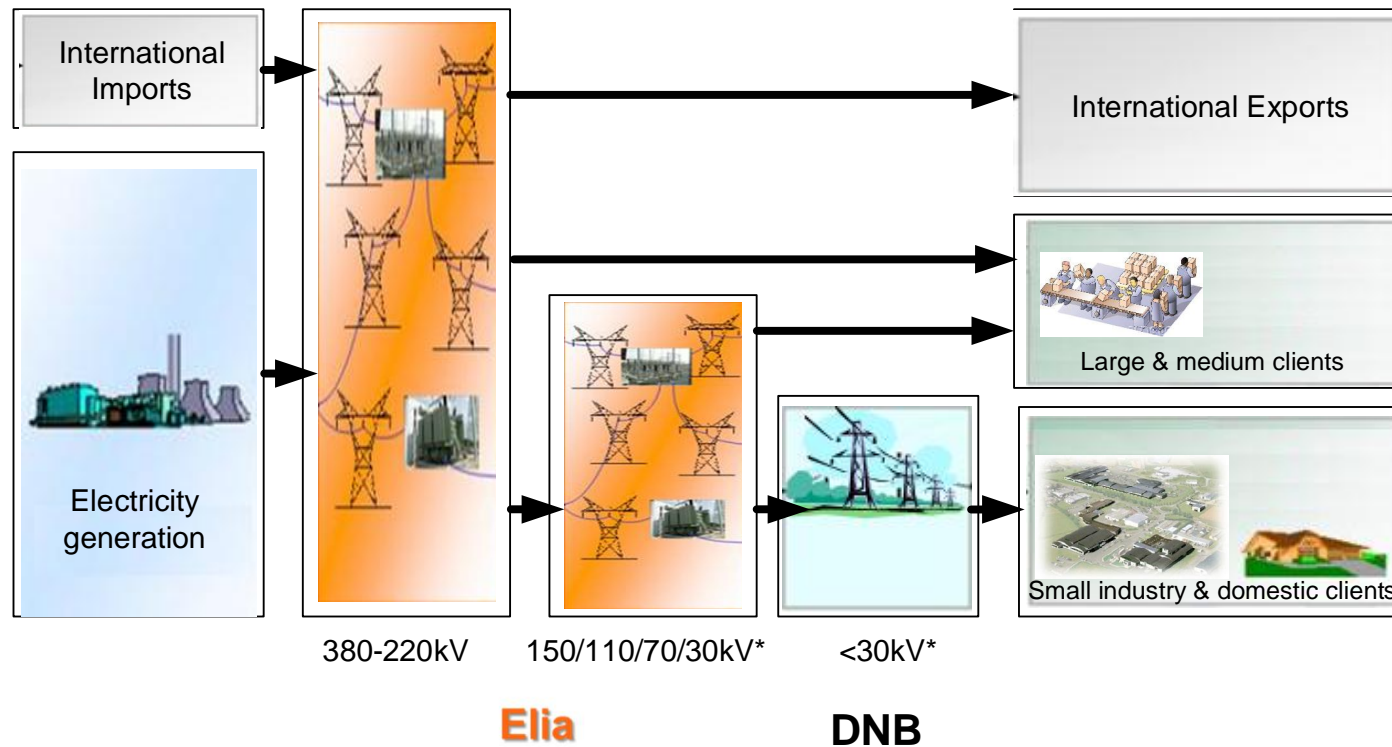 International
Imports
International Exports
Large & medium clients
Electricity
generation
Small industry & domestic clients
380-220kV
150/110/70/30kV*
<30kV*
Elia
DNB